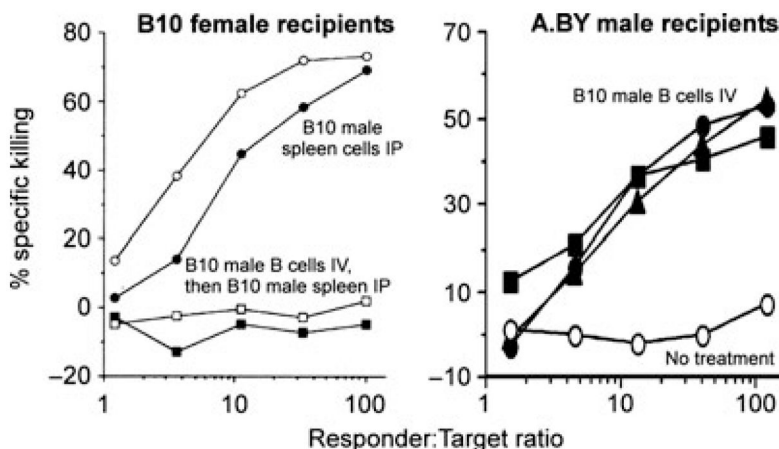 B10 female recipients
A.BY male recipients
% specific killing
80
60
40
20
0
–20
B10 male
spleen cells IP
B10 male B cells IV,
then B10 male spleen IP
1
10
100
70
50
30
10
–10
B10 male B cells IV
No treatment
1
10
100
Responder:Target ratio